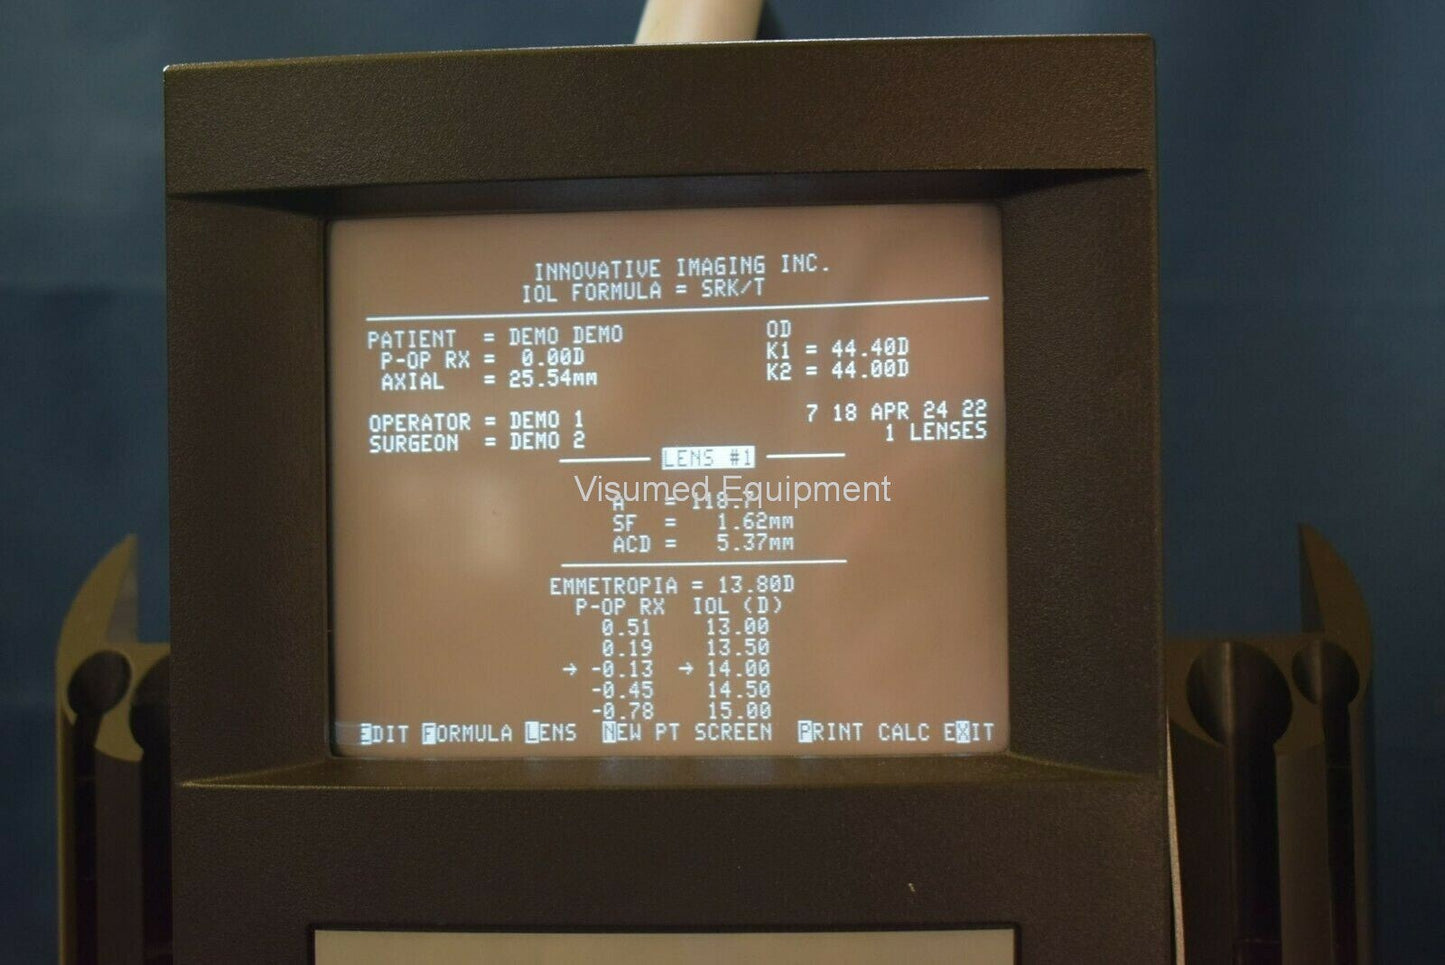 INNOVATIVE IMAGING INC.
IOL FORMULA = SRK/T
PATIENT = DEMO DEMO
P-OP RX = 0.00D
AXIAL = 25.54mm
OD
K1 = 44.40D
K2 = 44.00D
OPERATOR = DEMO 1
SURGEON = DEMO 2
7 18 APR 24 22
1 LENSES
LENS #1
Visumed Equipment
A = 118.7
SF = 1.62mm
ACD = 5.37mm
EMMETROPIA = 13.80D
P-OP RX IOL (D)
0.51 13.00
0.19 13.50
→ -0.13 → 14.00
-0.45 14.50
-0.78 15.00
EDIT FORMULA LENS NEW PT SCREEN PRINT CALC EXIT